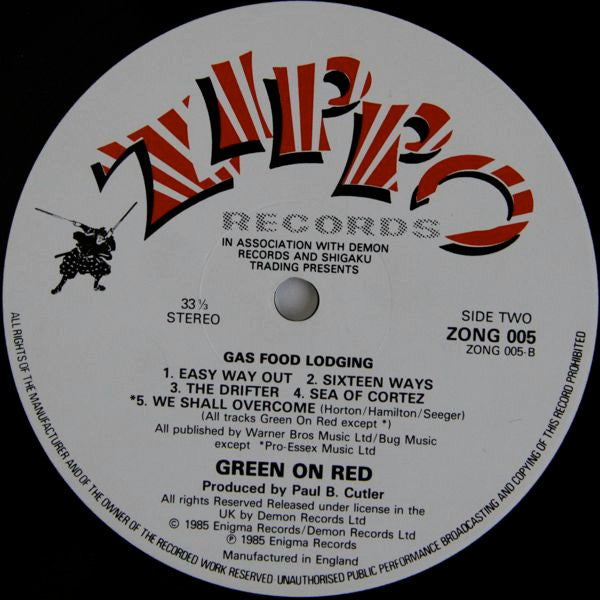 ZIPPO
RECORDS
IN ASSOCIATION WITH DEMON
RECORDS AND SHIGAKU
TRADING PRESENTS
33⅓
STEREO
SIDE TWO
ZONG 005
ZONG 005-B
GAS FOOD LODGING
1. EASY WAY OUT 2. SIXTEEN WAYS
3. THE DRIFTER 4. SEA OF CORTEZ
*5. WE SHALL OVERCOME (Horton/Hamilton/Seeger)
(All tracks Green On Red except *)
All published by Warner Bros Music Ltd/Bug Music
except *Pro-Essex Music Ltd
GREEN ON RED
Produced by Paul B. Cutler
All rights Reserved Released under license in the
UK by Demon Records Ltd
© 1985 Enigma Records/Demon Records Ltd
℗ 1985 Enigma Records
Manufactured in England
ALL RIGHTS OF THE MANUFACTURER AND OF THE OWNER OF THE RECORDED WORK RESERVED UNAUTHORISED PUBLIC PERFORMANCE BROADCASTING AND COPYING OF THIS RECORD PROHIBITED